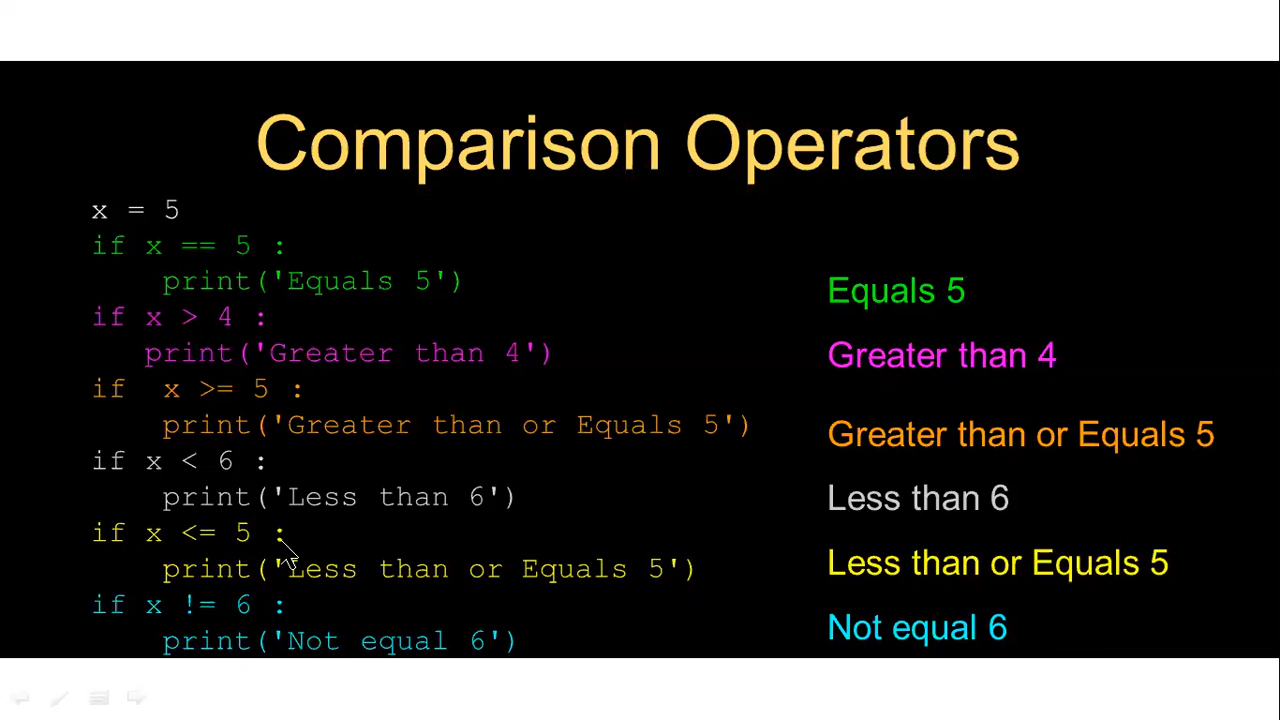 Comparison Operators
x = 5
if x == 5 :
    print('Equals 5')
if x > 4 :
   print('Greater than 4')
if  x >= 5 :
    print('Greater than or Equals 5')
if x < 6 :
    print('Less than 6')
if x <= 5 :
    print('Less than or Equals 5')
if x != 6 :
    print('Not equal 6')
Equals 5
Greater than 4
Greater than or Equals 5
Less than 6
Less than or Equals 5
Not equal 6